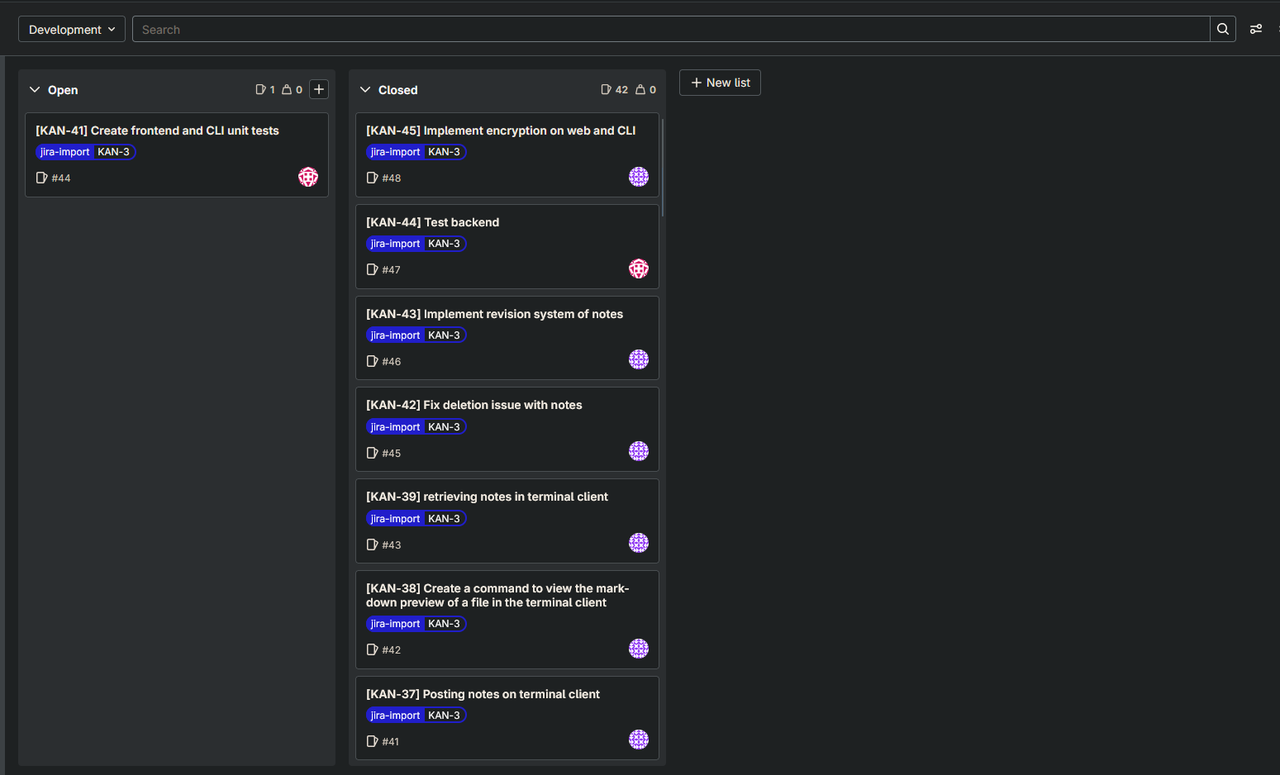 Development
Search
Open
1
0
[KAN-41] Create frontend and CLI unit tests
jira-import KAN-3
#44
Closed
42
0
[KAN-45] Implement encryption on web and CLI
jira-import KAN-3
#48
[KAN-44] Test backend
jira-import KAN-3
#47
[KAN-43] Implement revision system of notes
jira-import KAN-3
#46
[KAN-42] Fix deletion issue with notes
jira-import KAN-3
#45
[KAN-39] retrieving notes in terminal client
jira-import KAN-3
#43
[KAN-38] Create a command to view the mark-
down preview of a file in the terminal client
jira-import KAN-3
#42
[KAN-37] Posting notes on terminal client
jira-import KAN-3
#41
New list